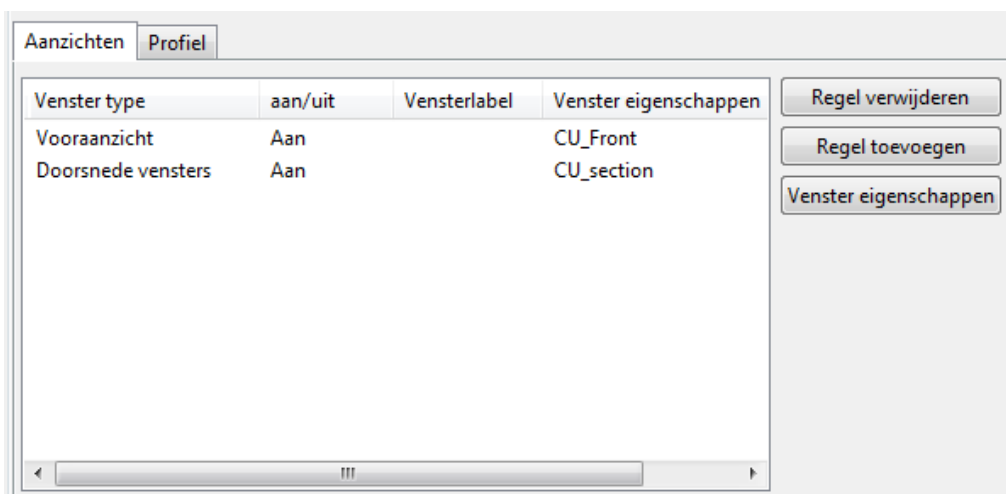 Aanzichten Profiel
Venster type aan/uit Vensterlabel Venster eigenschappen
Vooraanzicht Aan CU_Front
Doorsnede vensters Aan CU_section
Regel verwijderen
Regel toevoegen
Venster eigenschappen